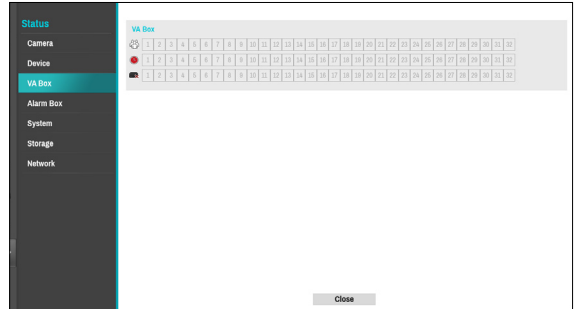 Status
Camera
Device
VA Box
Alarm Box
System
Storage
Network
VA Box
1 2 3 4 5 6 7 8 9 10 11 12 13 14 15 16 17 18 19 20 21 22 23 24 25 26 27 28 29 30 31 32
1 2 3 4 5 6 7 8 9 10 11 12 13 14 15 16 17 18 19 20 21 22 23 24 25 26 27 28 29 30 31 32
1 2 3 4 5 6 7 8 9 10 11 12 13 14 15 16 17 18 19 20 21 22 23 24 25 26 27 28 29 30 31 32
Close